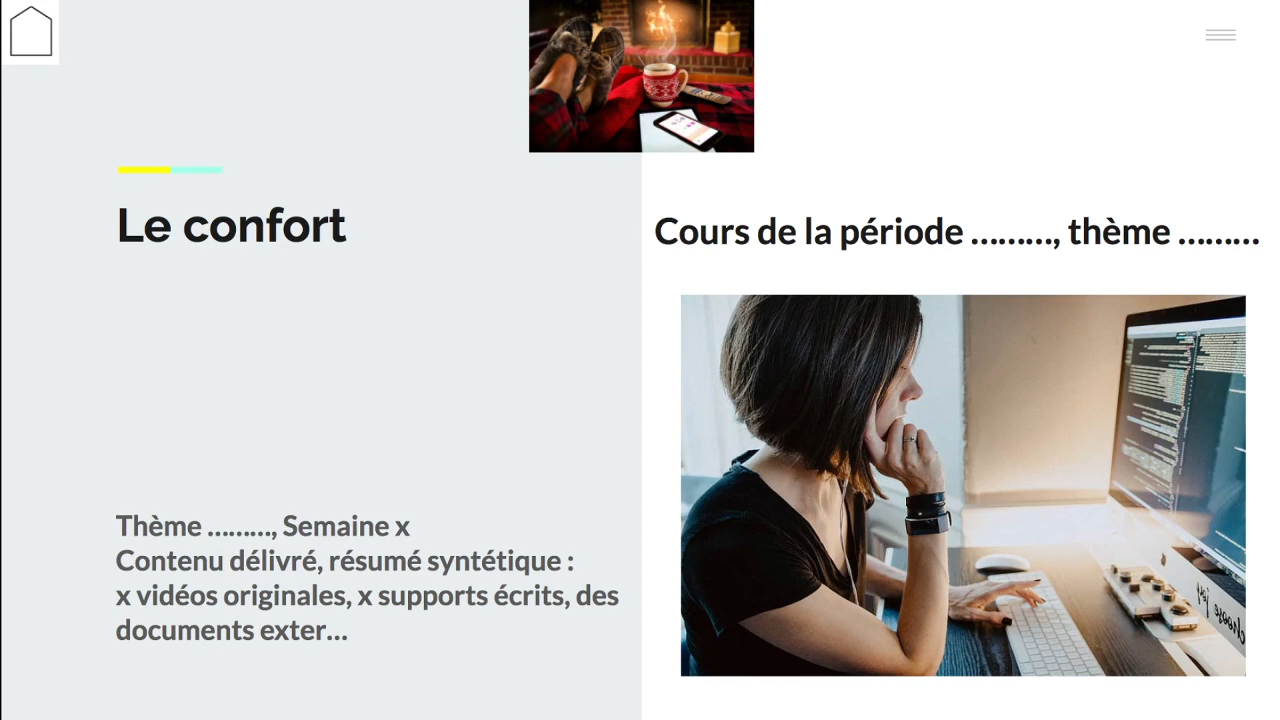 Le confort
Cours de la période ………, thème ………
Thème ………, Semaine x
Contenu délivré, résumé syntétique :
x vidéos originales, x supports écrits, des
documents exter…